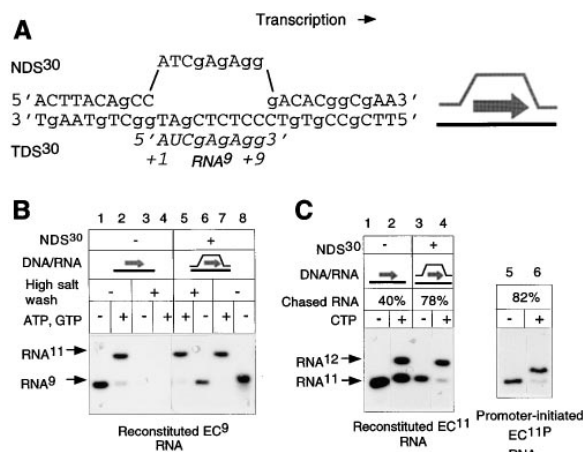 A
Transcription →
NDS30
ATCgAgAgg
5'ACTTACAgCC gACACggCgAA3'
3'TgAATgTCggTAgCTCTCCCTgTgCCgCTT5'
TDS30
5'AUCgAgAgg3'
+1 RNA9 +9
B
1 2 3 4 5 6 7 8
NDS30 - +
DNA/RNA
High salt wash - + + -
ATP, GTP - + - + + - + -
RNA11
RNA9
Reconstituted EC9
RNA
C
1 2 3 4
NDS30 - +
DNA/RNA
Chased RNA 40% 78%
CTP - + - +
RNA12
RNA11
Reconstituted EC11
RNA
5 6
82%
- +
Promoter-initiated
EC11P